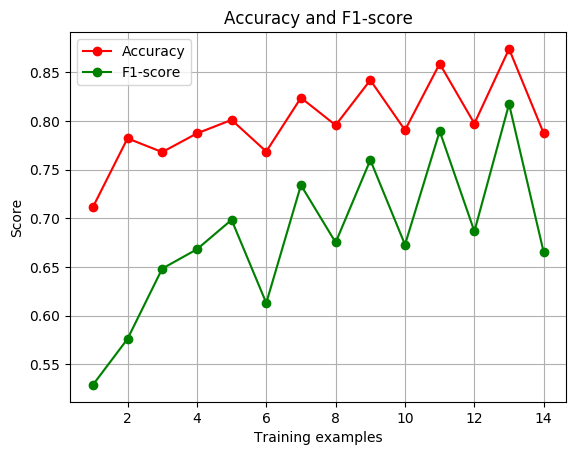 Accuracy and F1-score
Accuracy
F1-score
0.85
0.80
0.75
0.70
0.65
0.60
0.55
Score
2 4 6 8 10 12 14
Training examples